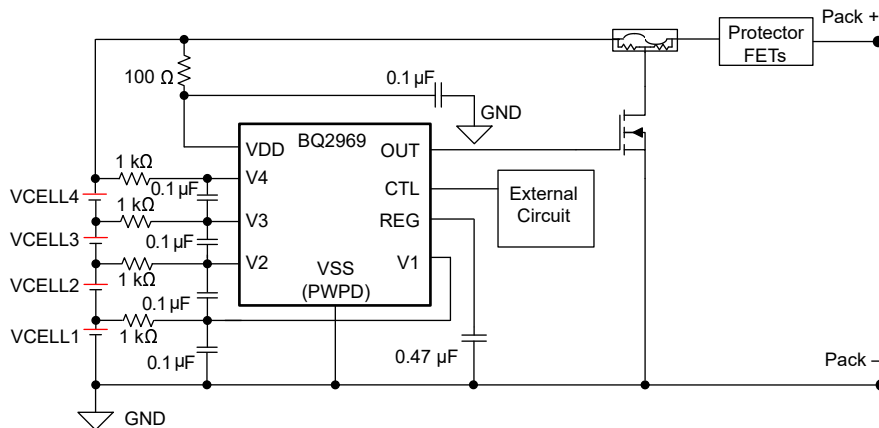 Pack +
Protector
FETs
100 Ω
0.1 µF
GND
BQ2969
VDD
OUT
1 kΩ
V4
0.1 µF
CTL
External
Circuit
VCELL4
1 kΩ
V3
REG
0.1 µF
VCELL3
V2
VSS
(PWPD)
V1
1 kΩ
VCELL2
0.1 µF
VCELL1
1 kΩ
0.1 µF
0.47 µF
Pack –
GND